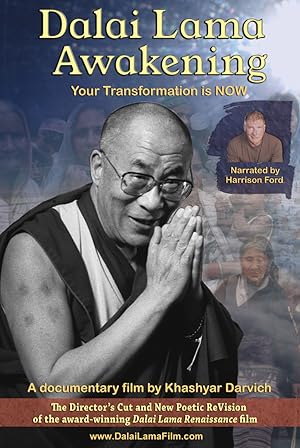 Dalai Lama
Awakening
Your Transformation is NOW
Narrated by
Harrison Ford
A documentary film by Khashyar Darvich
The Director's Cut and New Poetic ReVision
of the award-winning Dalai Lama Renaissance film
www.DalaiLamaFilm.com